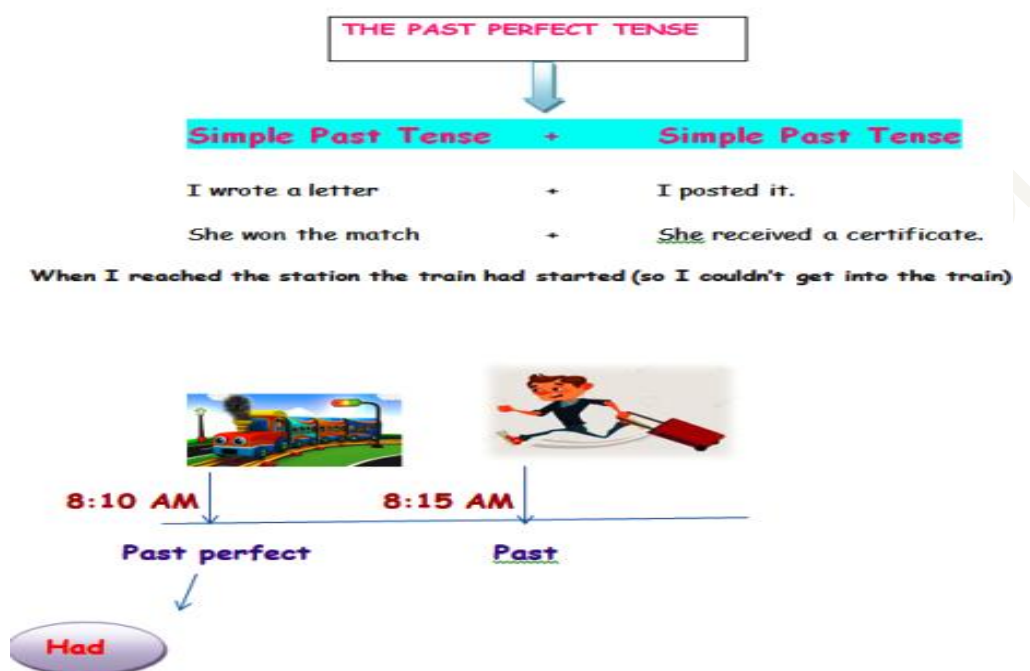 THE PAST PERFECT TENSE
Simple Past Tense + Simple Past Tense
I wrote a letter + I posted it.
She won the match + She received a certificate.
When I reached the station the train had started (so I couldn't get into the train)
8:10 AM 8:15 AM
Past perfect Past
Had